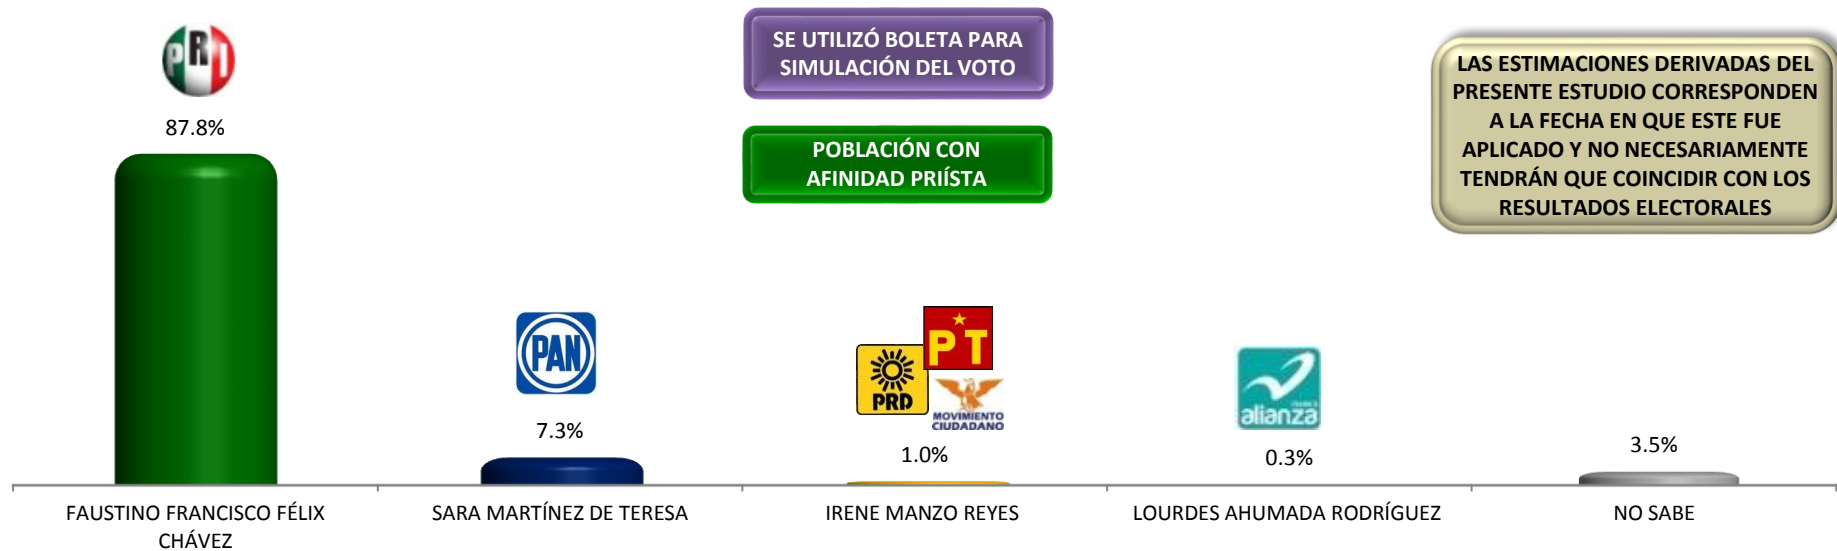 PRI
87.8%
SE UTILIZÓ BOLETA PARA
SIMULACIÓN DEL VOTO
POBLACIÓN CON
AFINIDAD PRIÍSTA
LAS ESTIMACIONES DERIVADAS DEL
PRESENTE ESTUDIO CORRESPONDEN
A LA FECHA EN QUE ESTE FUE
APLICADO Y NO NECESARIAMENTE
TENDRÁN QUE COINCIDIR CON LOS
RESULTADOS ELECTORALES
PAN
7.3%
PT
PRD
MOVIMIENTO
CIUDADANO
1.0%
alianza
0.3%
3.5%
FAUSTINO FRANCISCO FÉLIX
CHÁVEZ
SARA MARTÍNEZ DE TERESA
IRENE MANZO REYES
LOURDES AHUMADA RODRÍGUEZ
NO SABE